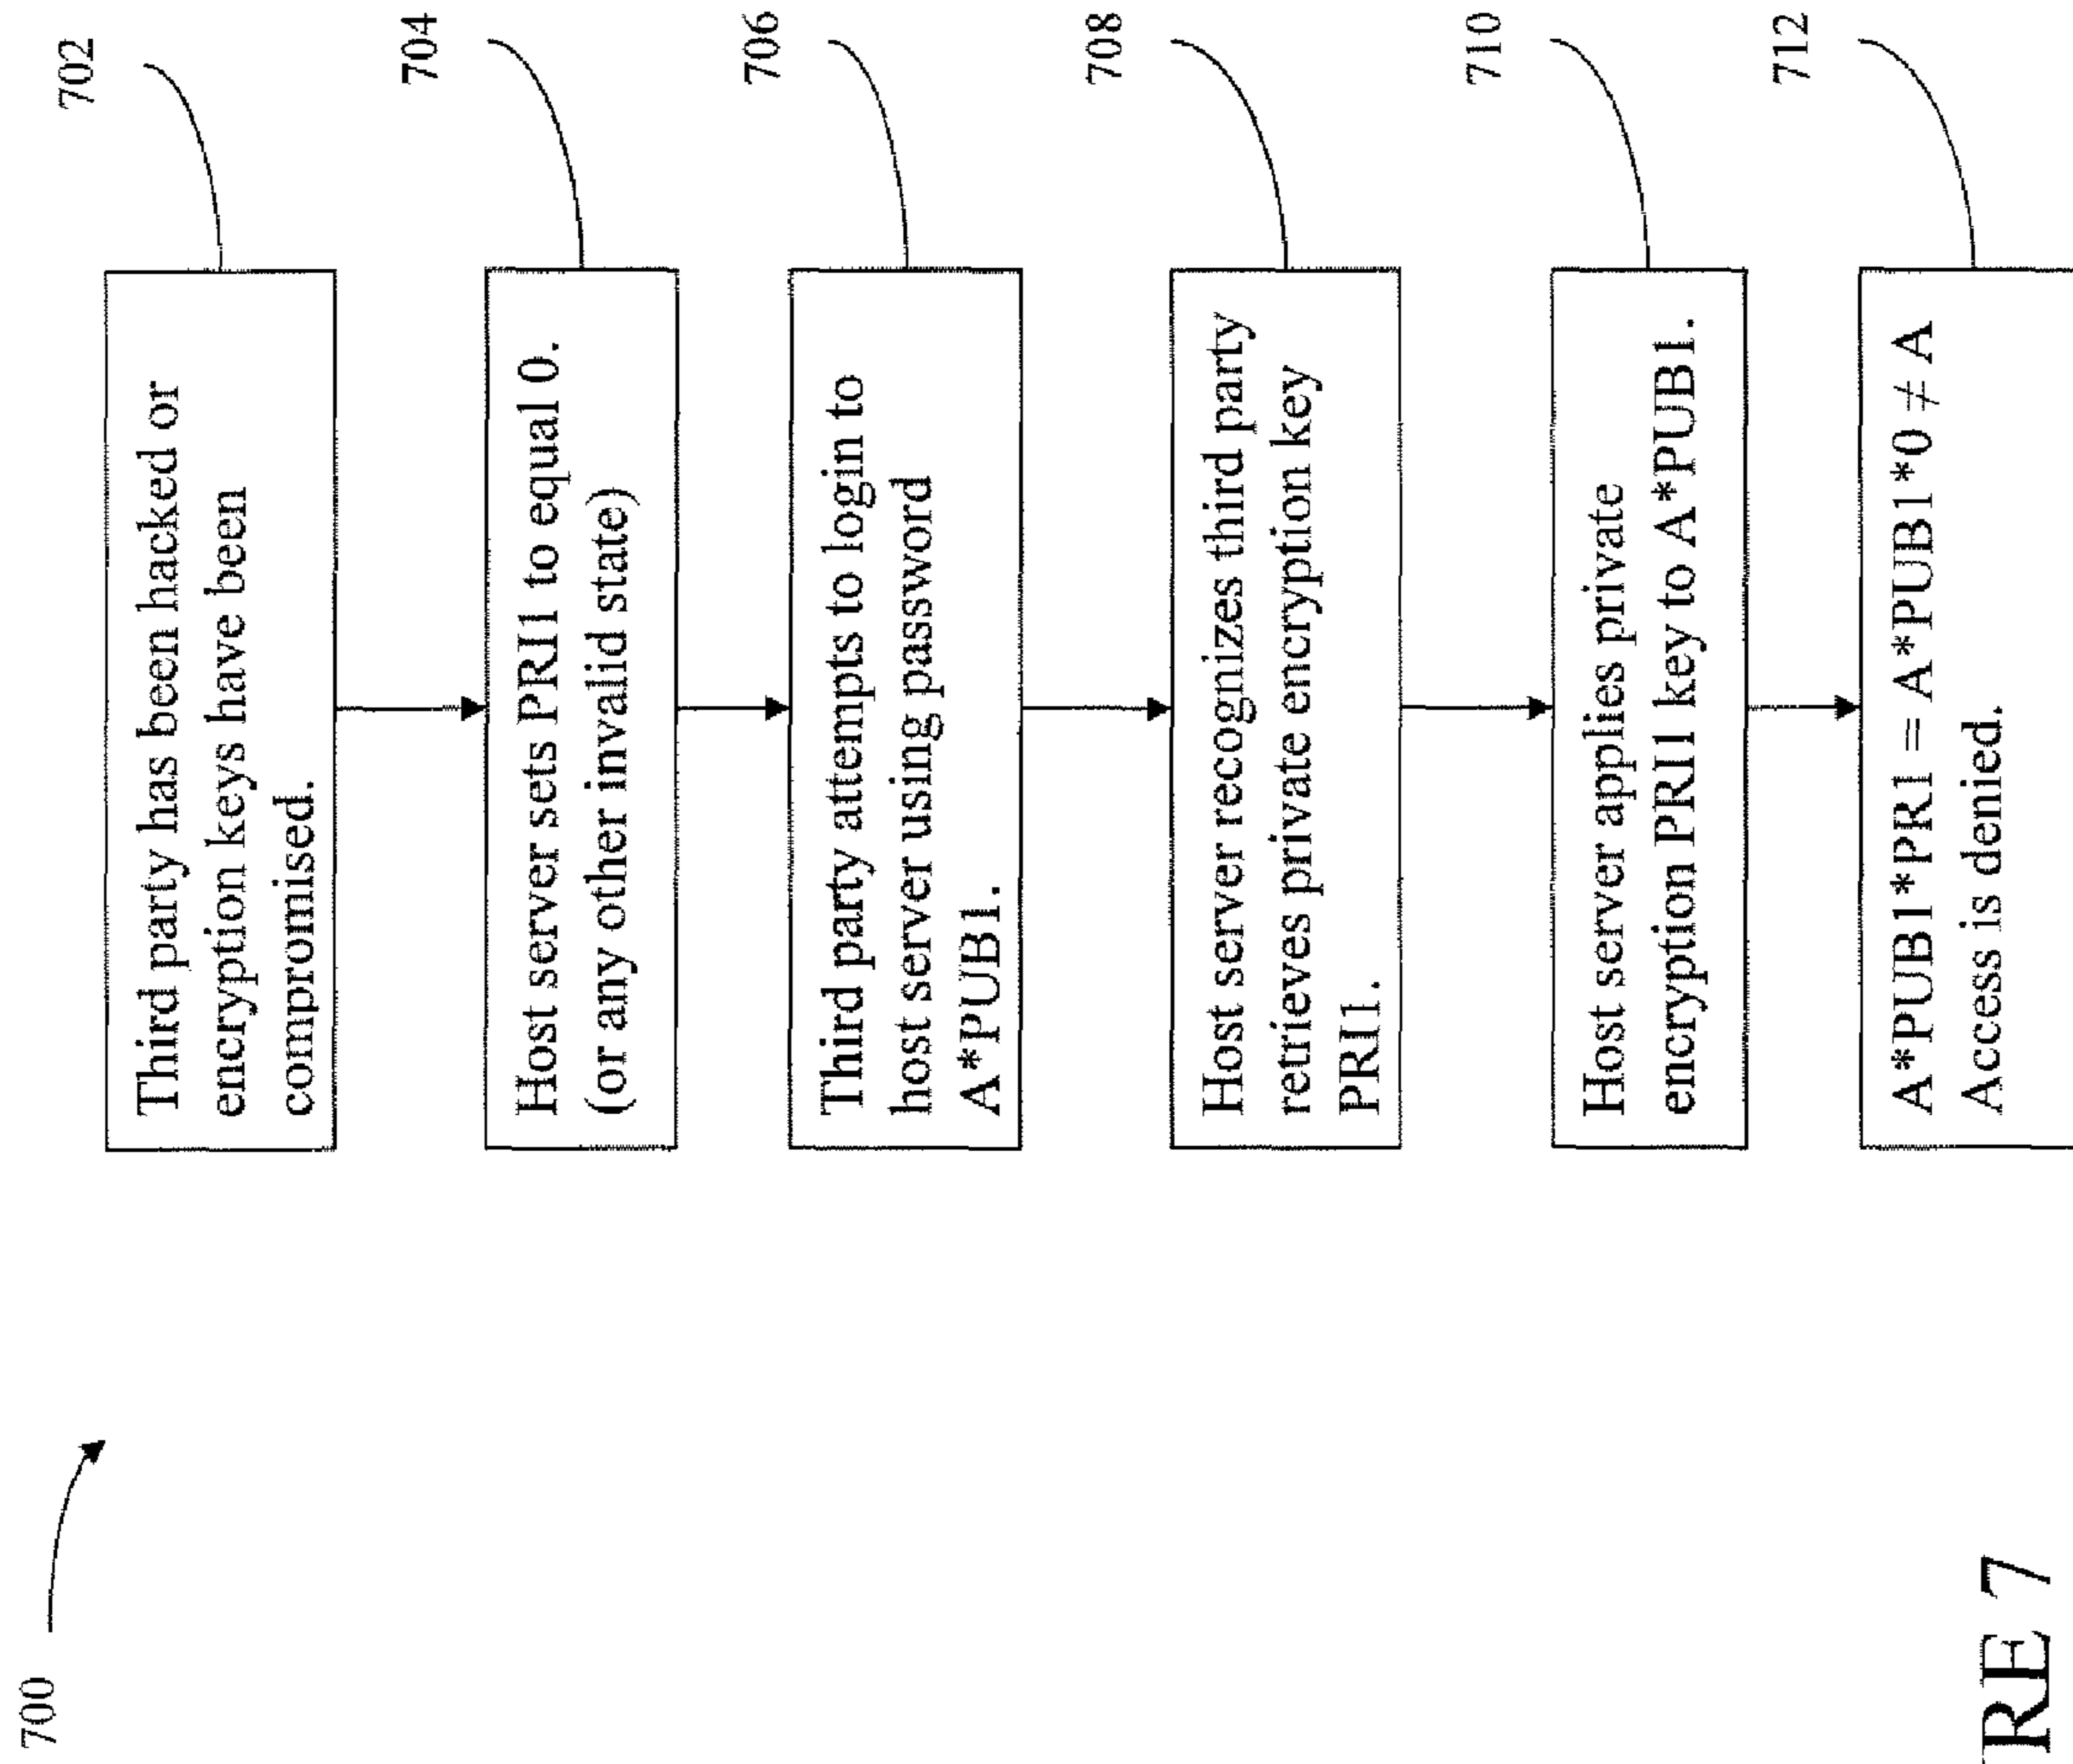 700
702
Third party has been hacked or
encryption keys have been
compromised.
704
Host server sets PRI1 to equal 0.
(or any other invalid state)
706
Third party attempts to login to
host server using password
A*PUB1.
708
Host server recognizes third party
retrieves private encryption key
PRI1.
710
Host server applies private
encryption PRI1 key to A*PUB1.
712
A*PUB1*PR1 = A*PUB1*0 ≠ A
Access is denied.
RE 7